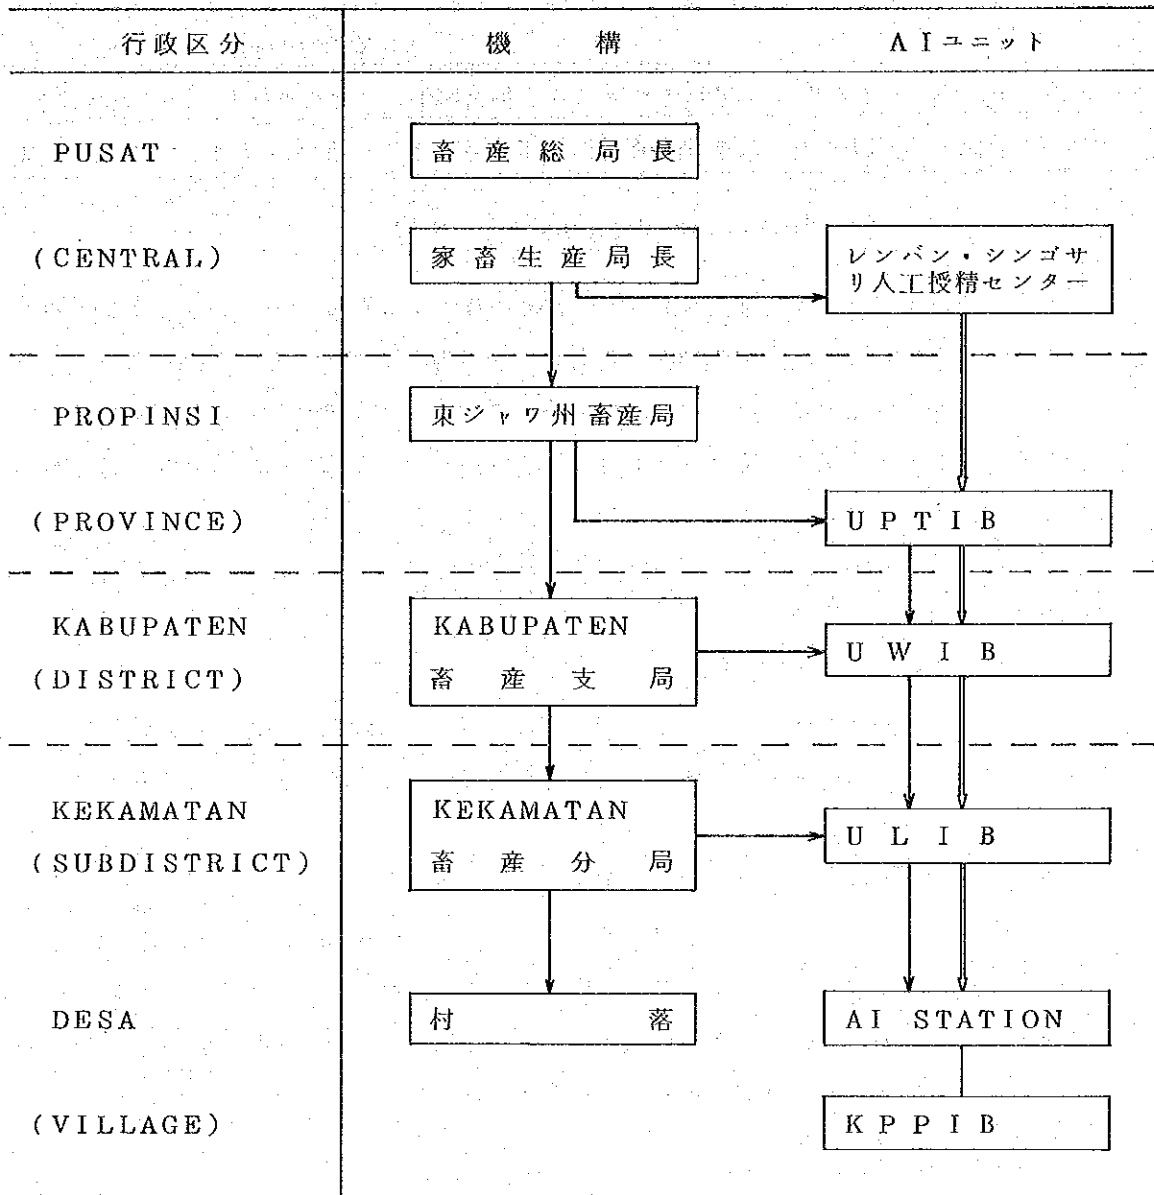 行政区分 機構 AIユニット
PUSAT 畜産総局長
(CENTRAL) 家畜生産局長 レンバン・シンゴサ
リ人工授精センター
PROPINSI 東ジャワ州畜産局
(PROVINCE) UPTIB
KABUPATEN KABUPATEN
UWIB
(DISTRICT) 畜産支局
KEKAMATAN KEKAMATAN
ULIB
(SUBDISTRICT) 畜産分局
DESA 村落 AI STATION
(VILLAGE) KPPIB